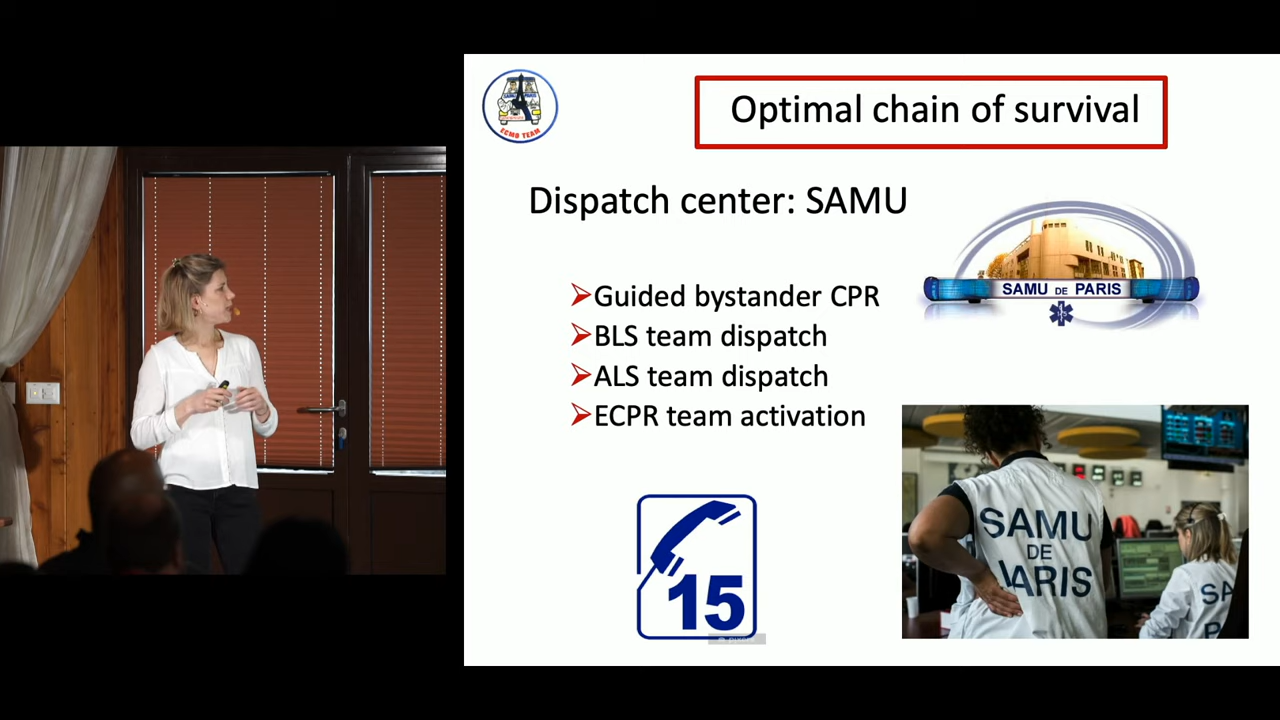 ECMO TEAM
Optimal chain of survival
Dispatch center: SAMU
SAMU DE PARIS
Guided bystander CPR
BLS team dispatch
ALS team dispatch
ECPR team activation
15
SAMU
DE
PARIS
SA
P